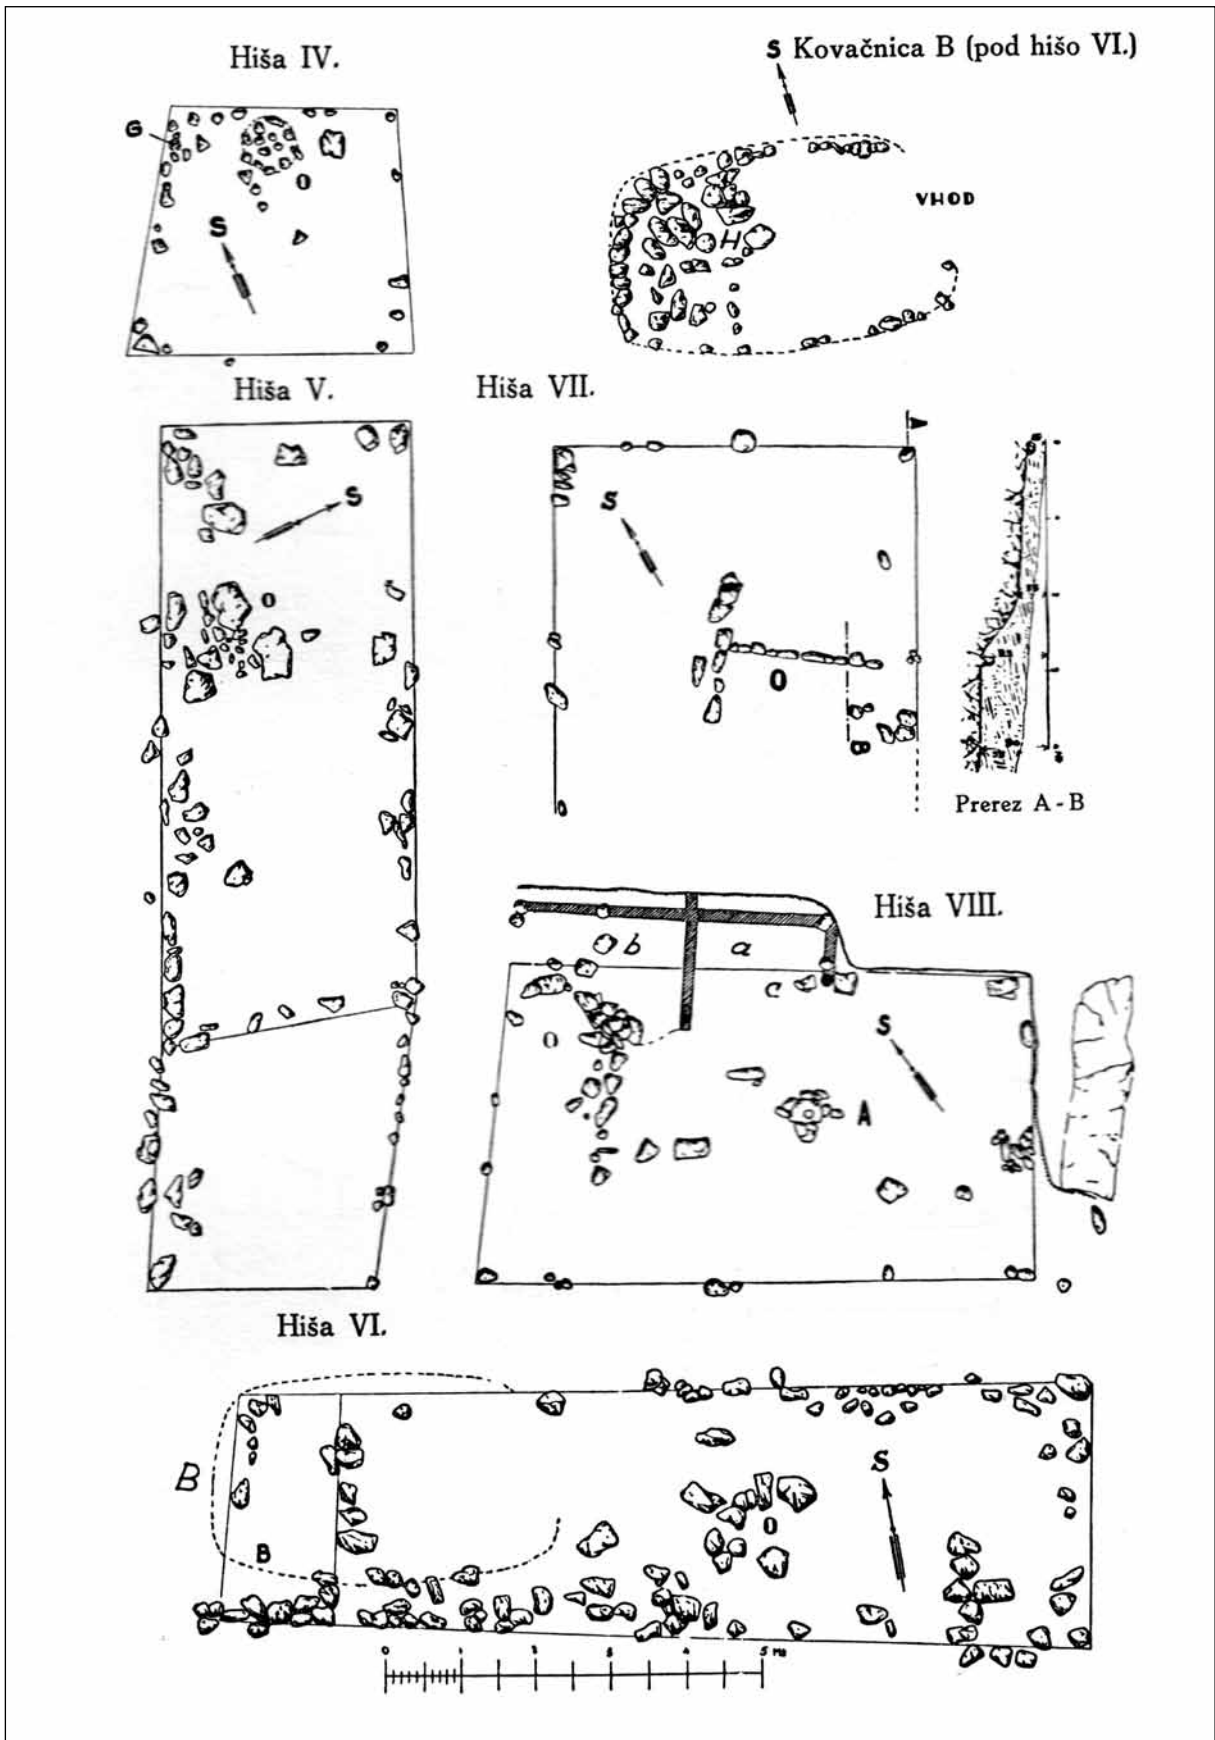 Hiša IV.
S Kovačnica B (pod hišo VI.)
G
O
S
VHOD
H
Hiša V.
Hiša VII.
S
O
A
S
O
B
Prerez A - B
Hiša VIII.
b
a
c
O
S
A
Hiša VI.
B
B
O
S
0 1 2 3 4 5 M